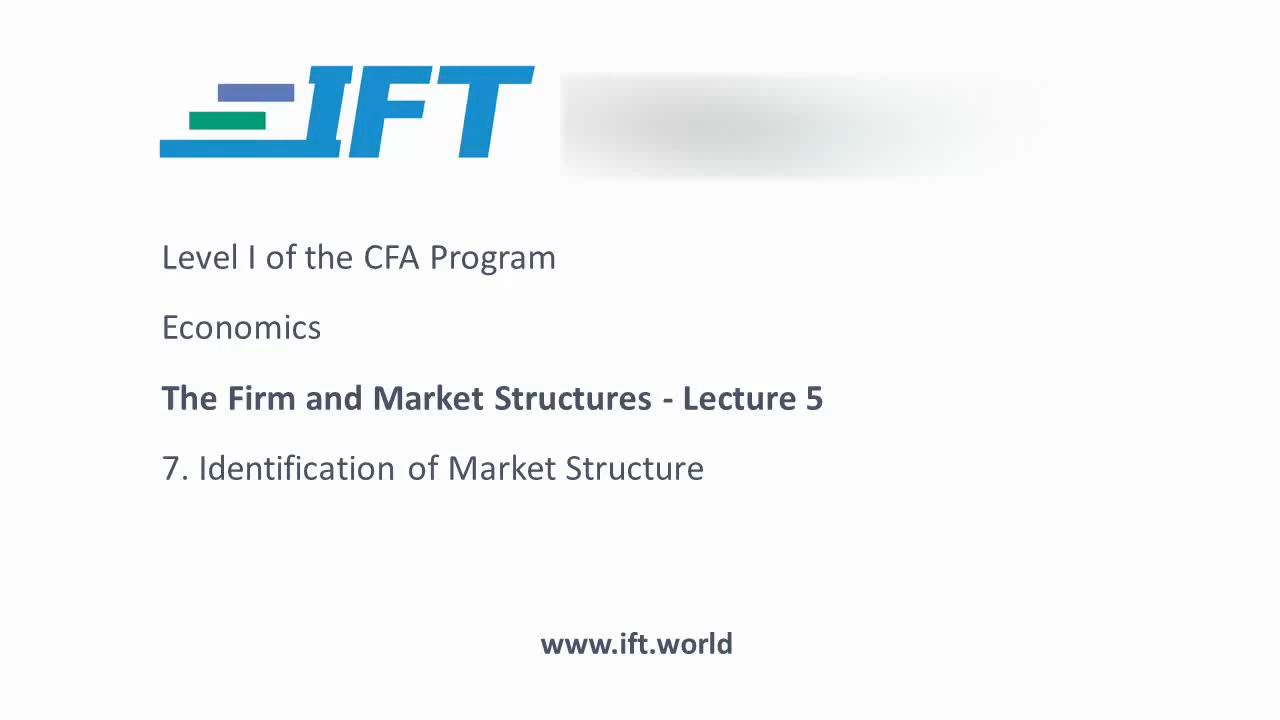 IFT
Level I of the CFA Program
Economics
The Firm and Market Structures - Lecture 5
7. Identification of Market Structure
www.ift.world